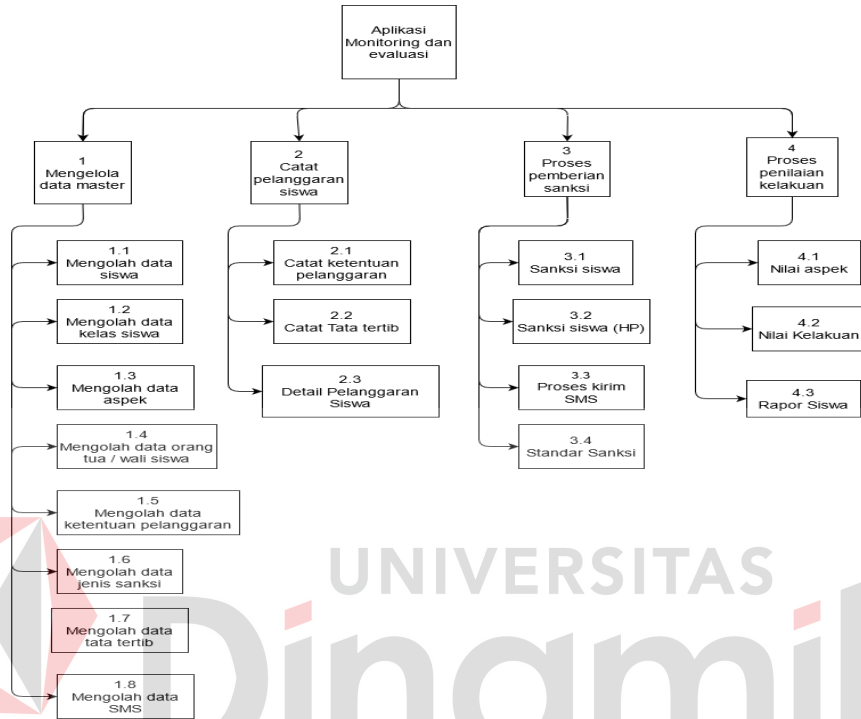 Aplikasi
Monitoring dan
evaluasi
1
Mengelola
data master
2
Catat
pelanggaran
siswa
3
Proses
pemberian
sanksi
4
Proses
penilaian
kelakuan
1.1
Mengolah data
siswa
1.2
Mengolah data
kelas siswa
1.3
Mengolah data
aspek
1.4
Mengolah data orang
tua / wali siswa
1.5
Mengolah data
ketentuan pelanggaran
1.6
Mengolah data
jenis sanksi
1.7
Mengolah data
tata tertib
1.8
Mengolah data
SMS
2.1
Catat ketentuan
pelanggaran
2.2
Catat Tata tertib
2.3
Detail Pelanggaran
Siswa
3.1
Sanksi siswa
3.2
Sanksi siswa (HP)
3.3
Proses kirim
SMS
3.4
Standar Sanksi
4.1
Nilai aspek
4.2
Nilai Kelakuan
4.3
Rapor Siswa
UNIVERSITAS